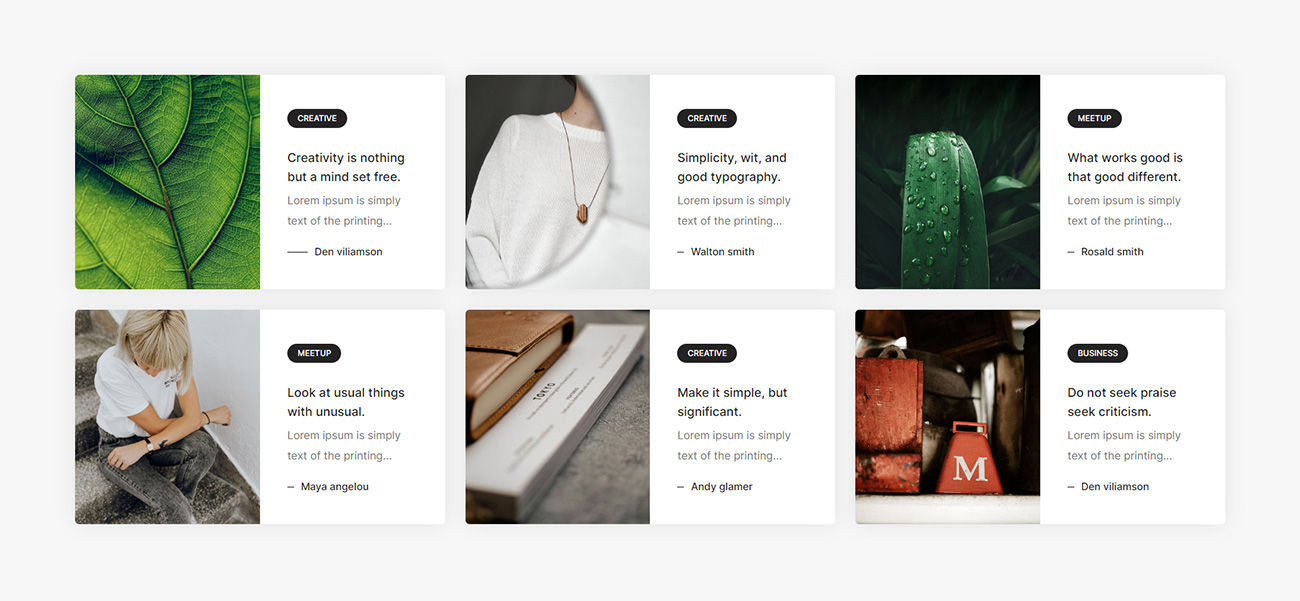 CREATIVE
Creativity is nothing
but a mind set free.
Lorem ipsum is simply
text of the printing...
Den viliamson
CREATIVE
Simplicity, wit, and
good typography.
Lorem ipsum is simply
text of the printing...
Walton smith
MEETUP
What works good is
that good different.
Lorem ipsum is simply
text of the printing...
Rosald smith
MEETUP
Look at usual things
with unusual.
Lorem ipsum is simply
text of the printing...
Maya angelou
TOKYO
CREATIVE
Make it simple, but
significant.
Lorem ipsum is simply
text of the printing...
Andy glamer
M
BUSINESS
Do not seek praise
seek criticism.
Lorem ipsum is simply
text of the printing...
Den viliamson